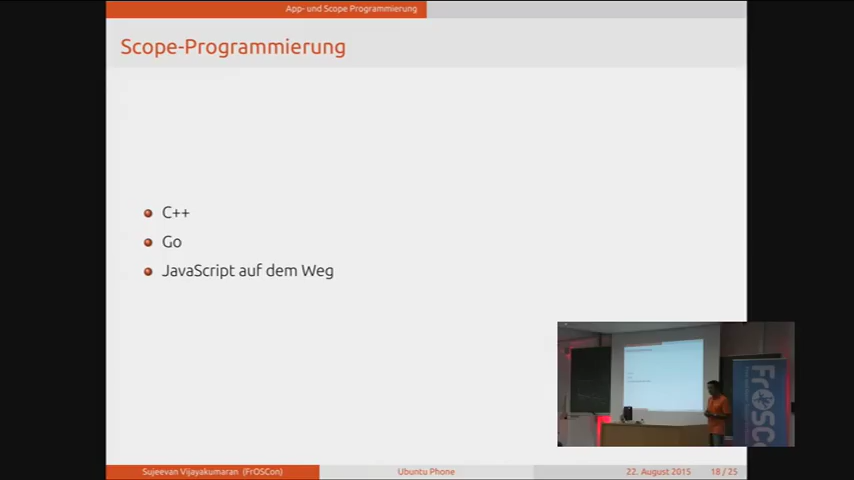 App- und Scope Programmierung
Scope-Programmierung
C++
Go
JavaScript auf dem Weg
FrOSCo
Sujeevan Vijayakumaran (FrOSCon)
Ubuntu Phone
22. August 2015
18 / 25